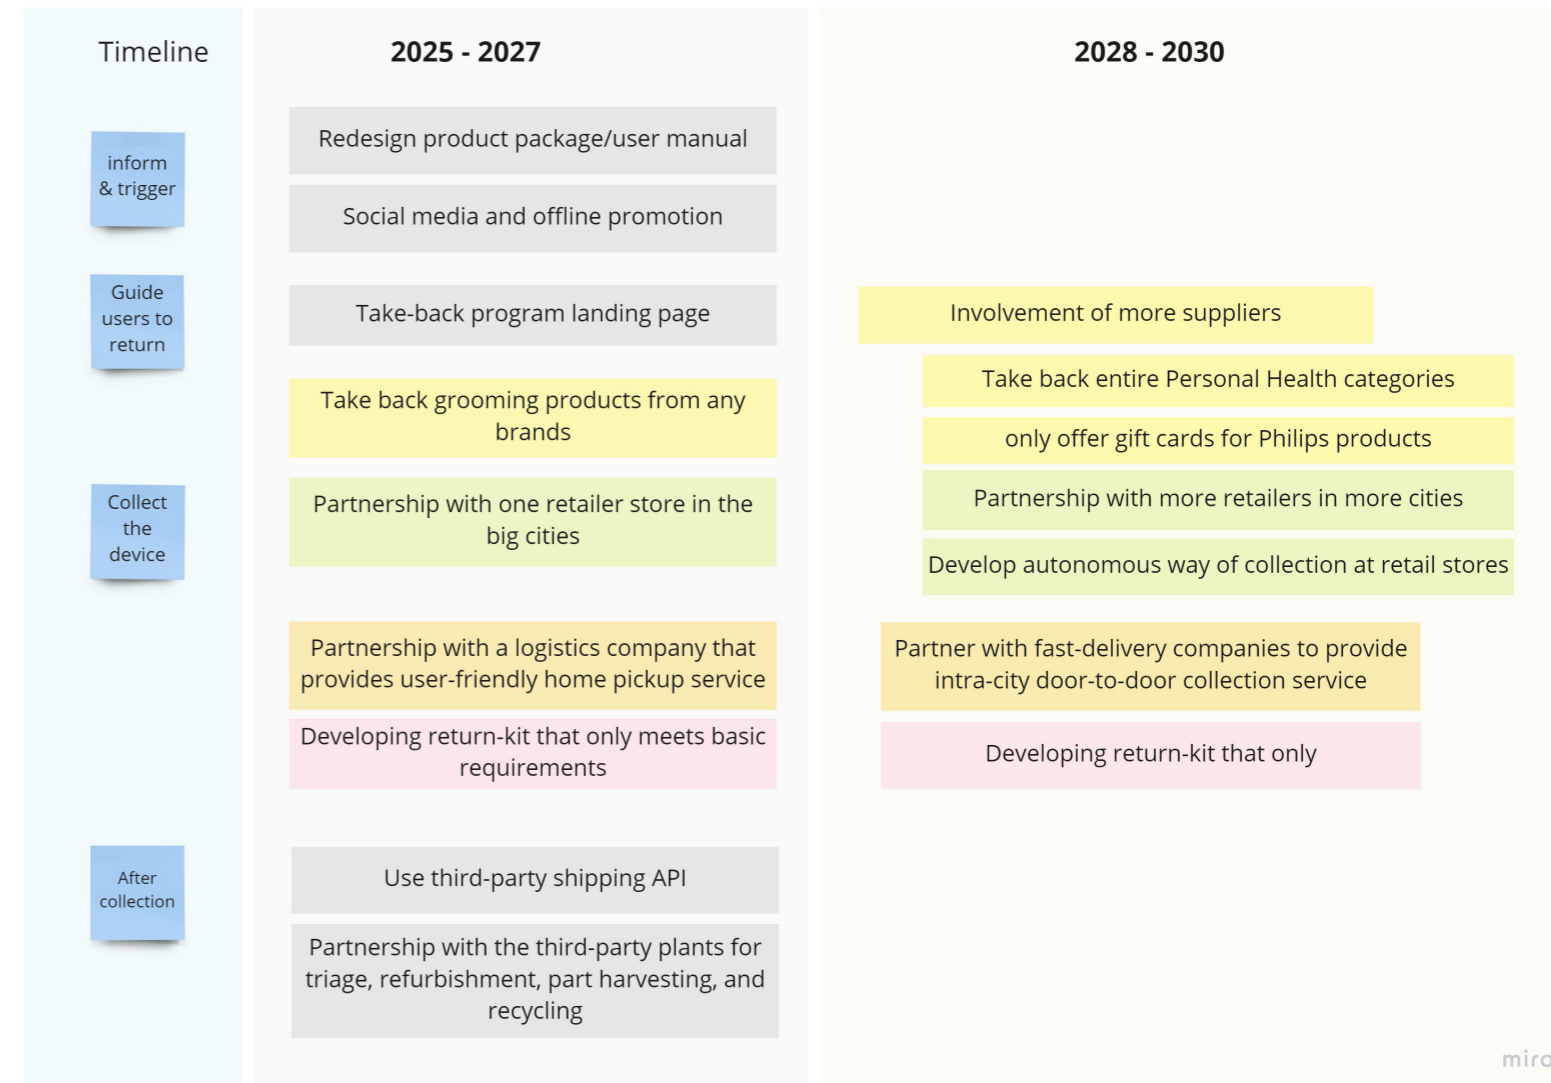 Timeline
2025 - 2027
2028 - 2030
inform
& trigger
Redesign product package/user manual
Social media and offline promotion
Guide
users to
return
Take-back program landing page
Involvement of more suppliers
Take back grooming products from any
brands
Take back entire Personal Health categories
only offer gift cards for Philips products
Collect
the
device
Partnership with one retailer store in the
big cities
Partnership with more retailers in more cities
Develop autonomous way of collection at retail stores
Partnership with a logistics company that
provides user-friendly home pickup service
Partner with fast-delivery companies to provide
intra-city door-to-door collection service
Developing return-kit that only meets basic
requirements
Developing return-kit that only
After
collection
Use third-party shipping API
Partnership with the third-party plants for
triage, refurbishment, part harvesting, and
recycling
miro